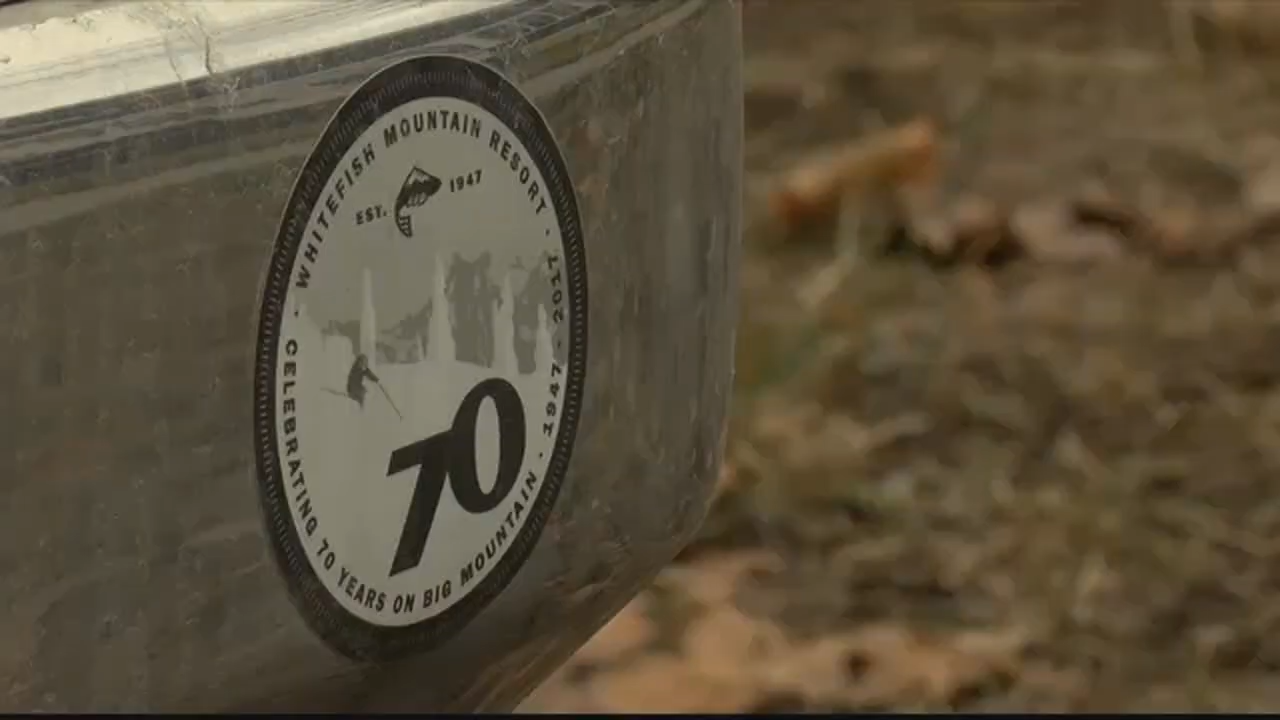 WHITEFISH MOUNTAIN RESORT
EST. 1947
70
CELEBRATING 70 YEARS ON BIG MOUNTAIN · 1947 - 2017 ·